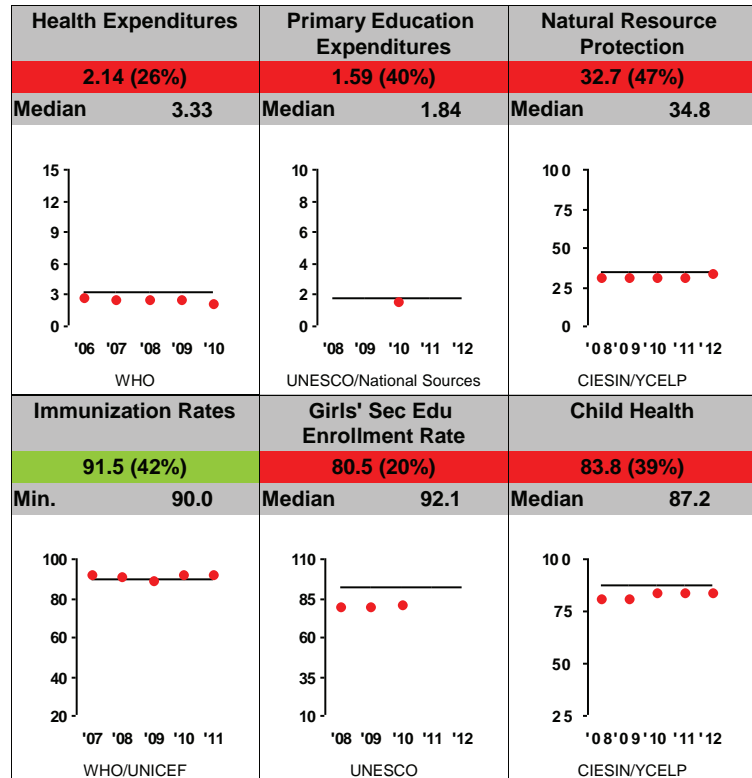 Health Expenditures
2.14 (26%)
Median 3.33
15
12
9
6
3
0
'06 '07 '08 '09 '10
WHO
Primary Education
Expenditures
1.59 (40%)
Median 1.84
10
8
6
4
2
0
'08 '09 '10 '11 '12
UNESCO/National Sources
Natural Resource
Protection
32.7 (47%)
Median 34.8
100
75
50
25
0
'08 '09 '10 '11 '12
CIESIN/YCELP
Immunization Rates
91.5 (42%)
Min. 90.0
100
80
60
40
20
'07 '08 '09 '10 '11
WHO/UNICEF
Girls' Sec Edu
Enrollment Rate
80.5 (20%)
Median 92.1
110
85
60
35
10
'08 '09 '10 '11 '12
UNESCO
Child Health
83.8 (39%)
Median 87.2
100
75
50
25
'08 '09 '10 '11 '12
CIESIN/YCELP